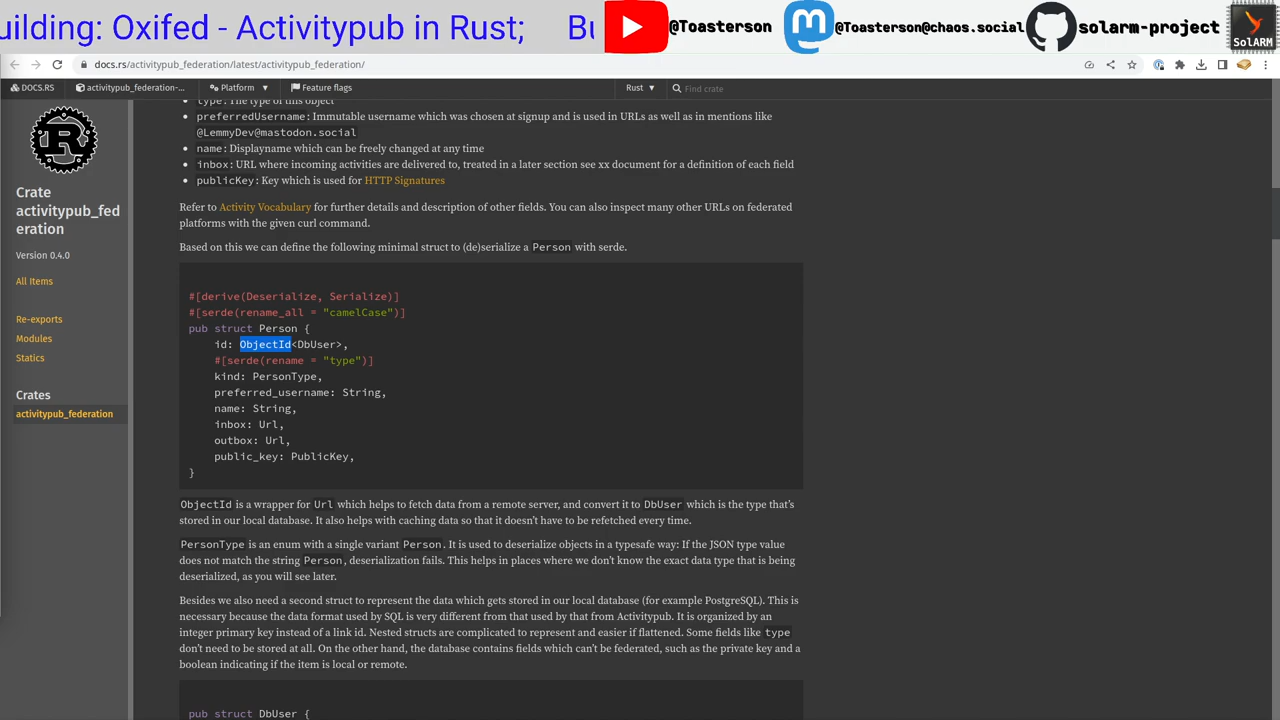 uilding: Oxifed - Activitypub in Rust; Bu
@Toasterson
@Toasterson@chaos.social
solarm-project
SolARM
docs.rs/activitypub_federation/latest/activitypub_federation/
DOCS.RS
activitypub_federation-...
Platform
Feature flags
Rust
Find crate
Crate
activitypub_fed
eration
Version 0.4.0
All Items
Re-exports
Modules
Statics
Crates
activitypub_federation
type: The type of this object
preferredUsername: Immutable username which was chosen at signup and is used in URLs as well as in mentions like
@LemmyDev@mastodon.social
name: Displayname which can be freely changed at any time
inbox: URL where incoming activities are delivered to, treated in a later section see xx document for a definition of each field
publicKey: Key which is used for HTTP Signatures
Refer to Activity Vocabulary for further details and description of other fields. You can also inspect many other URLs on federated
platforms with the given curl command.
Based on this we can define the following minimal struct to (de)serialize a Person with serde.
#[derive(Deserialize, Serialize)]
#[serde(rename_all = "camelCase")]
pub struct Person {
id: ObjectId<DbUser>,
#[serde(rename = "type")]
kind: PersonType,
preferred_username: String,
name: String,
inbox: Url,
outbox: Url,
public_key: PublicKey,
}
ObjectId is a wrapper for Url which helps to fetch data from a remote server, and convert it to DbUser which is the type that's
stored in our local database. It also helps with caching data so that it doesn't have to be refetched every time.
PersonType is an enum with a single variant Person. It is used to deserialize objects in a typesafe way: If the JSON type value
does not match the string Person, deserialization fails. This helps in places where we don't know the exact data type that is being
deserialized, as you will see later.
Besides we also need a second struct to represent the data which gets stored in our local database (for example PostgreSQL). This is
necessary because the data format used by SQL is very different from that used by that from Activitypub. It is organized by an
integer primary key instead of a link id. Nested structs are complicated to represent and easier if flattened. Some fields like type
don't need to be stored at all. On the other hand, the database contains fields which can't be federated, such as the private key and a
boolean indicating if the item is local or remote.
pub struct DbUser {